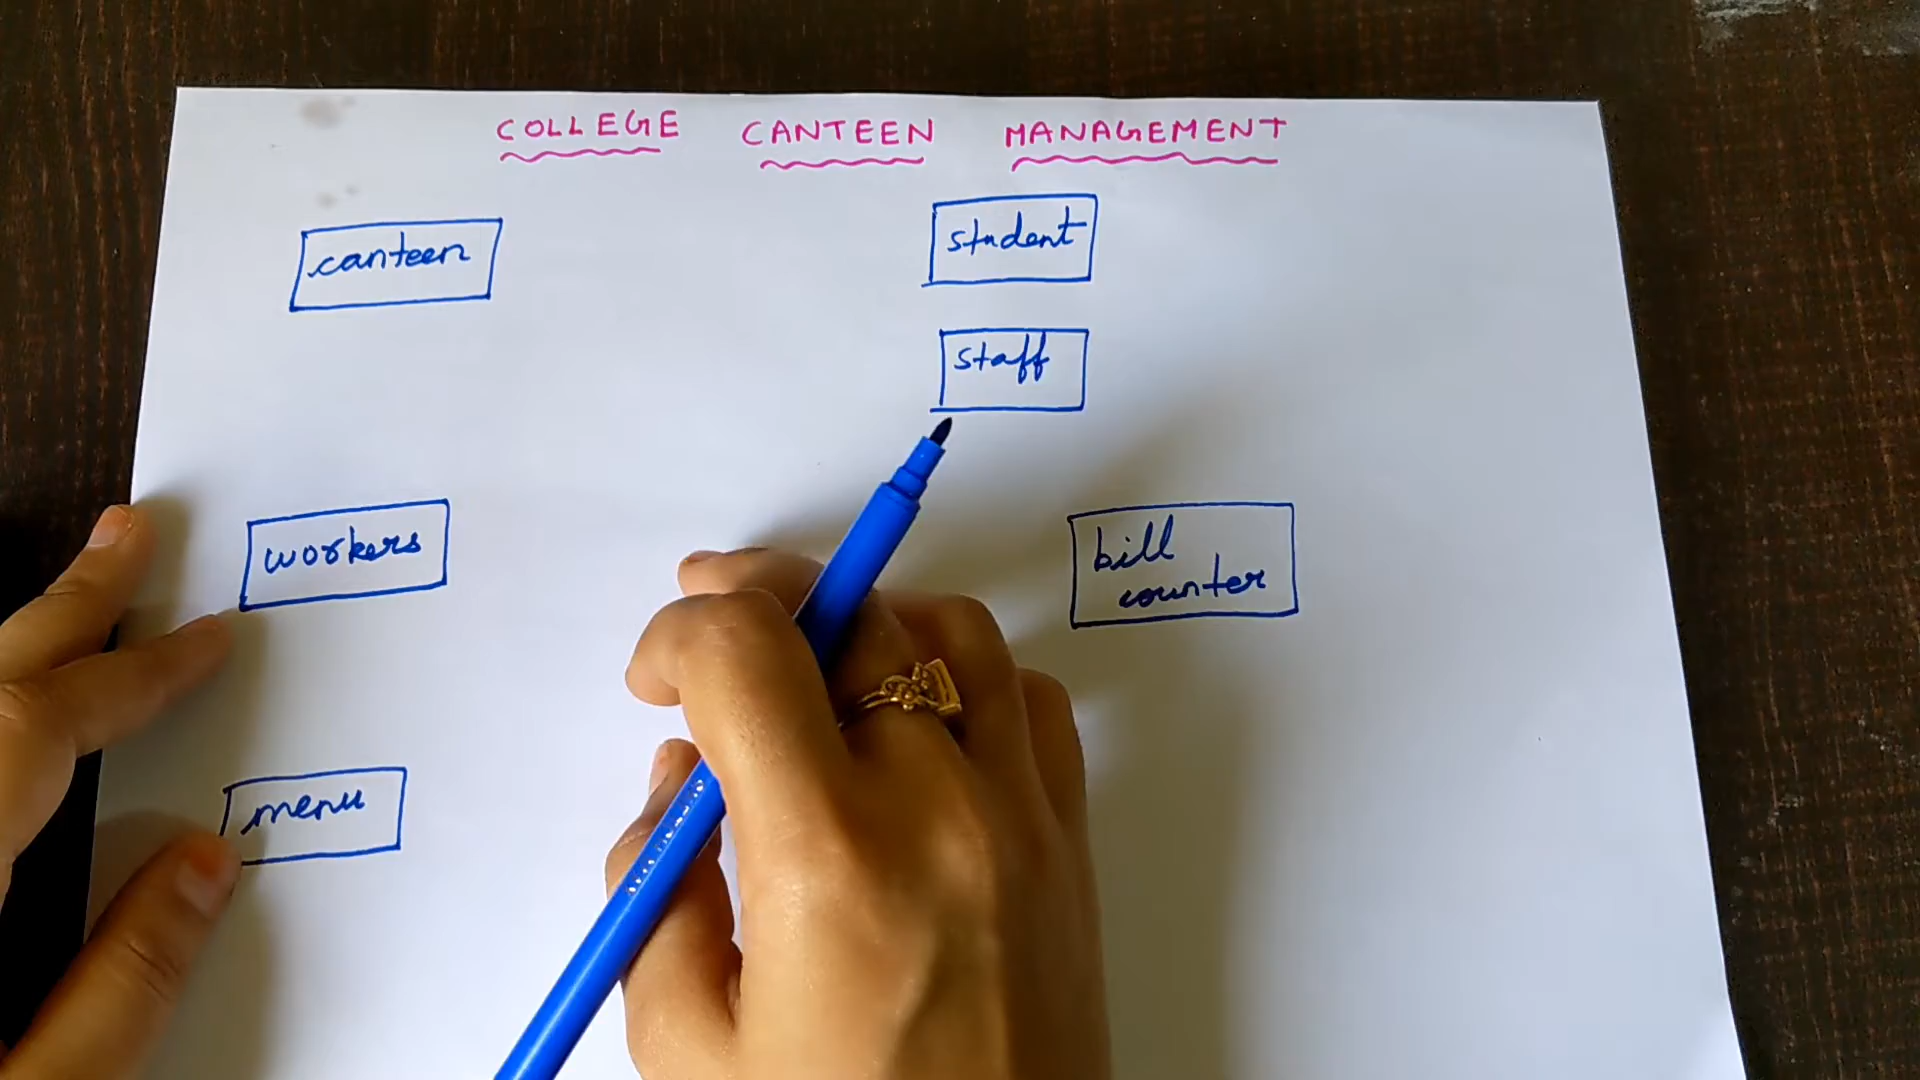 COLLEGE CANTEEN MANAGEMENT
canteen
student
staff
workers
bill
counter
menu